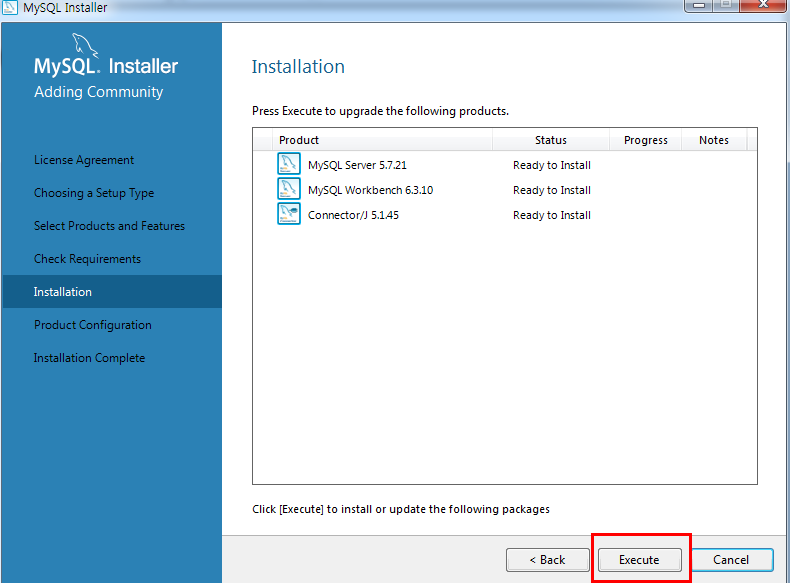 MySQL Installer
MySQL. Installer
Adding Community
License Agreement
Choosing a Setup Type
Select Products and Features
Check Requirements
Installation
Product Configuration
Installation Complete
Installation
Press Execute to upgrade the following products.
Product Status Progress Notes
MySQL Server 5.7.21 Ready to Install
MySQL Workbench 6.3.10 Ready to Install
Connector/J 5.1.45 Ready to Install
Click [Execute] to install or update the following packages
< Back Execute Cancel